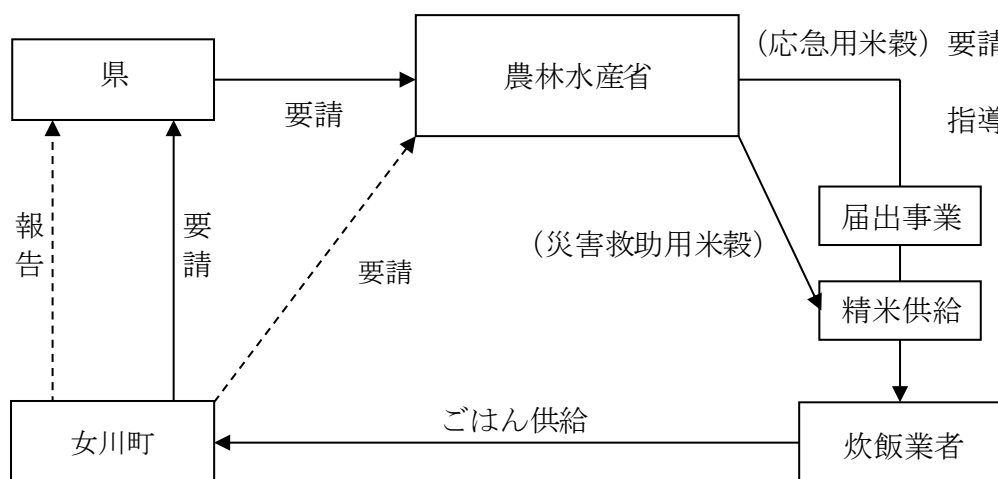 県
農林水産省
(応急用米穀)要請
要請
指導
報告
要請
要請
(災害救助用米穀)
届出事業
精米供給
女川町
ごはん供給
炊飯業者